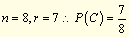 n = 8, r = 7 ∴ P(C) = 7/8